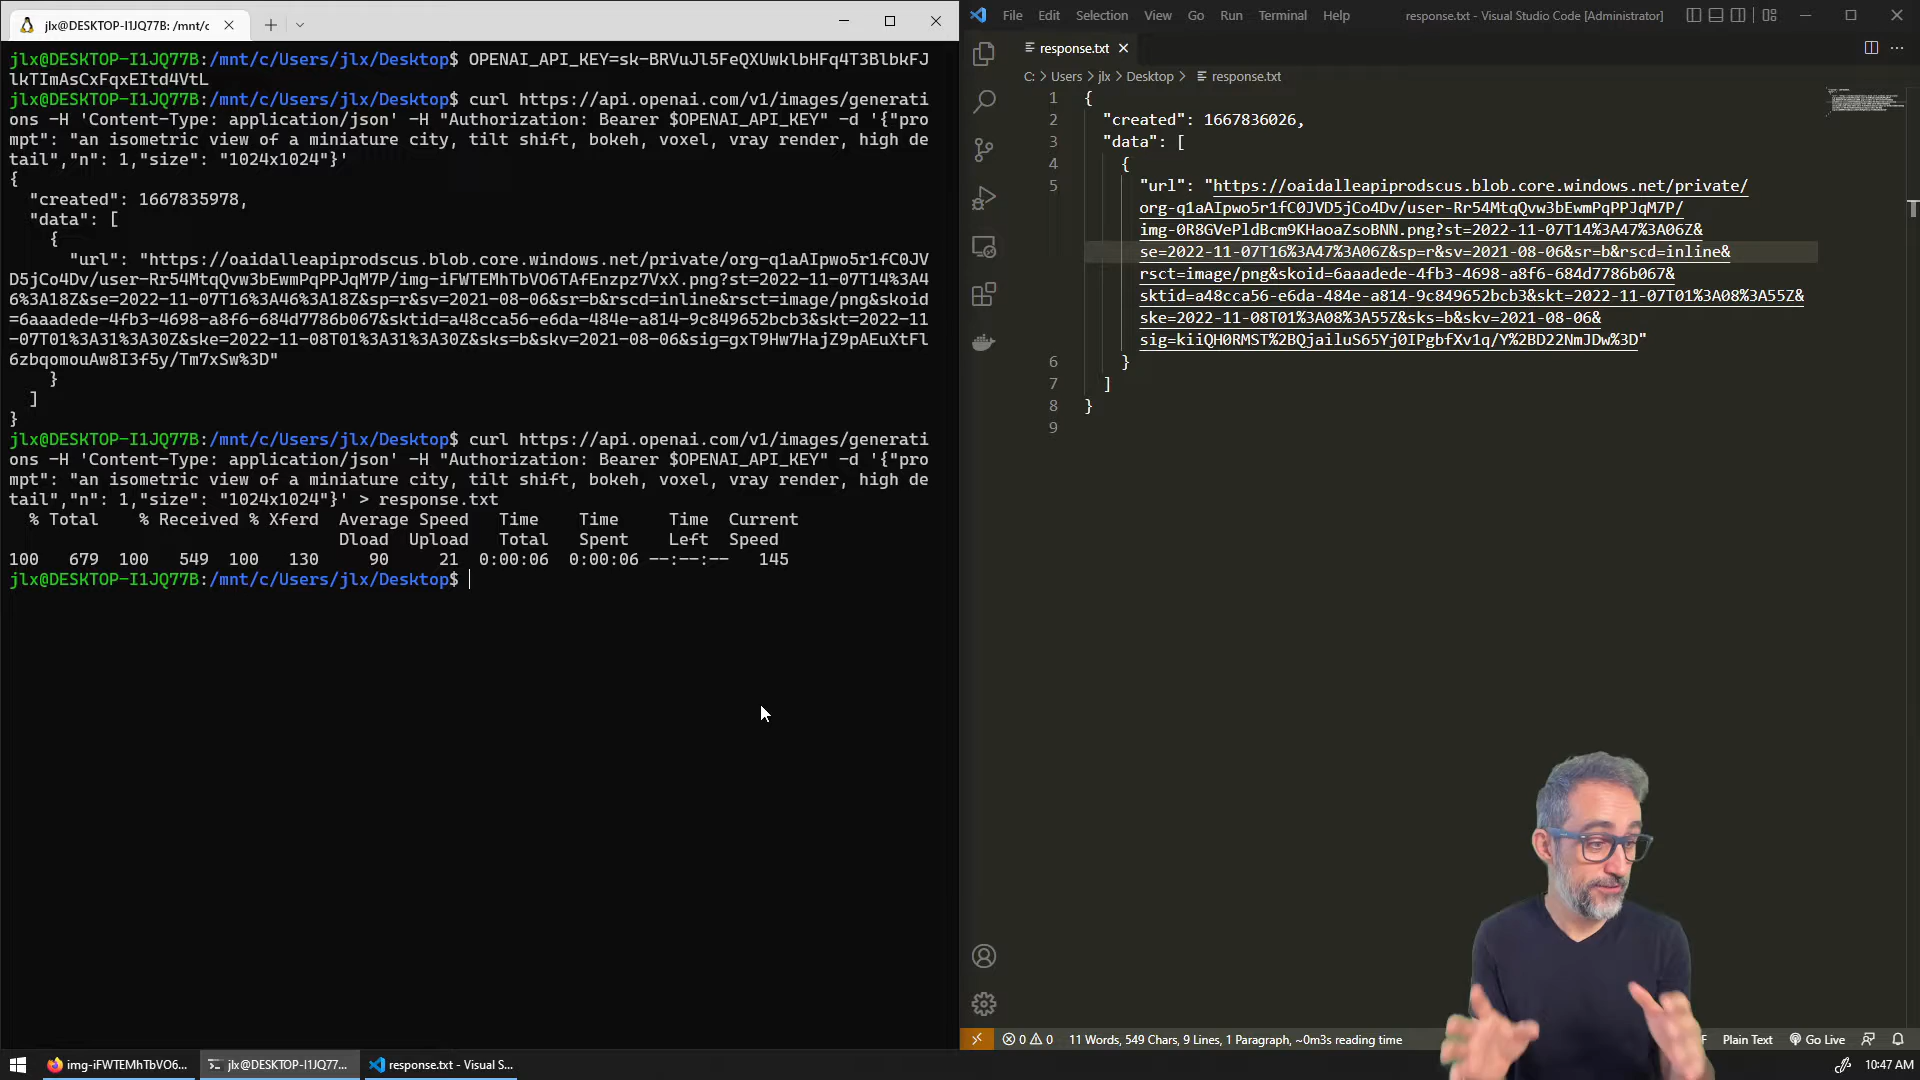 jlx@DESKTOP-I1JQ77B: /mnt/c
jlx@DESKTOP-I1JQ77B:/mnt/c/Users/jlx/Desktop$ OPENAI_API_KEY=sk-BRVuJl5FeQXUwklbHFq4T3BlbkFJ
lkTImAsCxFqxEItd4VtL
jlx@DESKTOP-I1JQ77B:/mnt/c/Users/jlx/Desktop$ curl https://api.openai.com/v1/images/generati
ons -H 'Content-Type: application/json' -H "Authorization: Bearer $OPENAI_API_KEY" -d '{"pro
mpt": "an isometric view of a miniature city, tilt shift, bokeh, voxel, vray render, high de
tail","n": 1,"size": "1024x1024"}'
{
"created": 1667835978,
"data": [
{
"url": "https://oaidalleapiprodscus.blob.core.windows.net/private/org-q1aAIpwo5r1fC0JV
D5jCo4Dv/user-Rr54MtqQvw3bEwmPqPPJqM7P/img-iFWTEMhTbVO6TAfEnzpz7VxX.png?st=2022-11-07T14%3A4
6%3A18Z&se=2022-11-07T16%3A46%3A18Z&sp=r&sv=2021-08-06&sr=b&rscd=inline&rsct=image/png&skoid
=6aaadede-4fb3-4698-a8f6-684d7786b067&sktid=a48cca56-e6da-484e-a814-9c849652bcb3&skt=2022-11
-07T01%3A31%3A30Z&ske=2022-11-08T01%3A31%3A30Z&sks=b&skv=2021-08-06&sig=gxT9Hw7HajZ9pAEuXtFl
6zbqomouAw8I3f5y/Tm7xSw%3D"
}
]
}
jlx@DESKTOP-I1JQ77B:/mnt/c/Users/jlx/Desktop$ curl https://api.openai.com/v1/images/generati
ons -H 'Content-Type: application/json' -H "Authorization: Bearer $OPENAI_API_KEY" -d '{"pro
mpt": "an isometric view of a miniature city, tilt shift, bokeh, voxel, vray render, high de
tail","n": 1,"size": "1024x1024"}' > response.txt
% Total % Received % Xferd Average Speed Time Time Time Current
Dload Upload Total Spent Left Speed
100 679 100 549 100 130 90 21 0:00:06 0:00:06 --:--:-- 145
jlx@DESKTOP-I1JQ77B:/mnt/c/Users/jlx/Desktop$
File Edit Selection View Go Run Terminal Help response.txt - Visual Studio Code [Administrator]
response.txt
C: > Users > jlx > Desktop > response.txt
1 {
2 "created": 1667836026,
3 "data": [
4 {
5 "url": "https://oaidalleapiprodscus.blob.core.windows.net/private/
org-q1aAIpwo5r1fC0JVD5jCo4Dv/user-Rr54MtqQvw3bEwmPqPPJqM7P/
img-0R8GVePldBcm9KHaoaZsoBNN.png?st=2022-11-07T14%3A47%3A06Z&
se=2022-11-07T16%3A47%3A06Z&sp=r&sv=2021-08-06&sr=b&rscd=inline&
rsct=image/png&skoid=6aaadede-4fb3-4698-a8f6-684d7786b067&
sktid=a48cca56-e6da-484e-a814-9c849652bcb3&skt=2022-11-07T01%3A08%3A55Z&
ske=2022-11-08T01%3A08%3A55Z&sks=b&skv=2021-08-06&
sig=kiiQH0RMST%2BQjailuS65Yj0IPgbfXv1q/Y%2BD22NmJDw%3D"
6 }
7 ]
8 }
9
0 0 11 Words, 549 Chars, 9 Lines, 1 Paragraph, ~0m3s reading time F Plain Text Go Live
img-iFWTEMhTbVO6... jlx@DESKTOP-I1JQ77... response.txt - Visual S... 10:47 AM